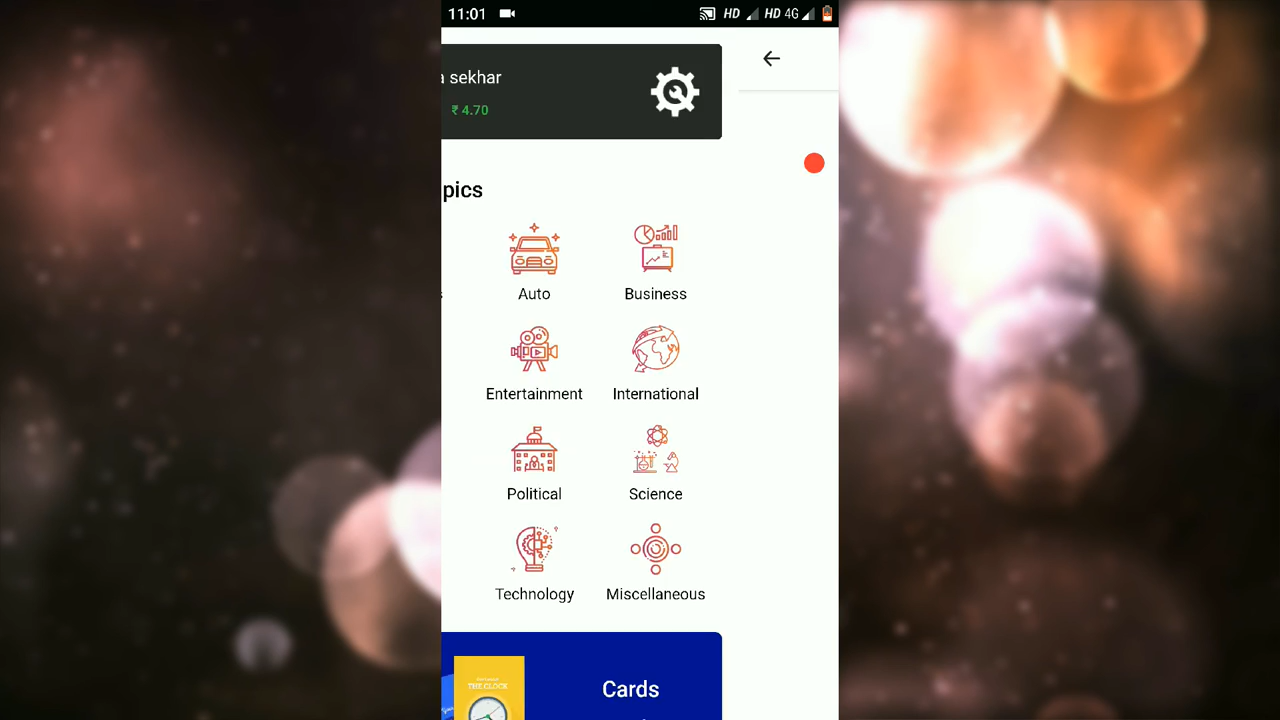 11:01 HD HD 4G
a sekhar
₹ 4.70
pics
Auto Business
Entertainment International
Political Science
Technology Miscellaneous
THE CLOCK
Cards